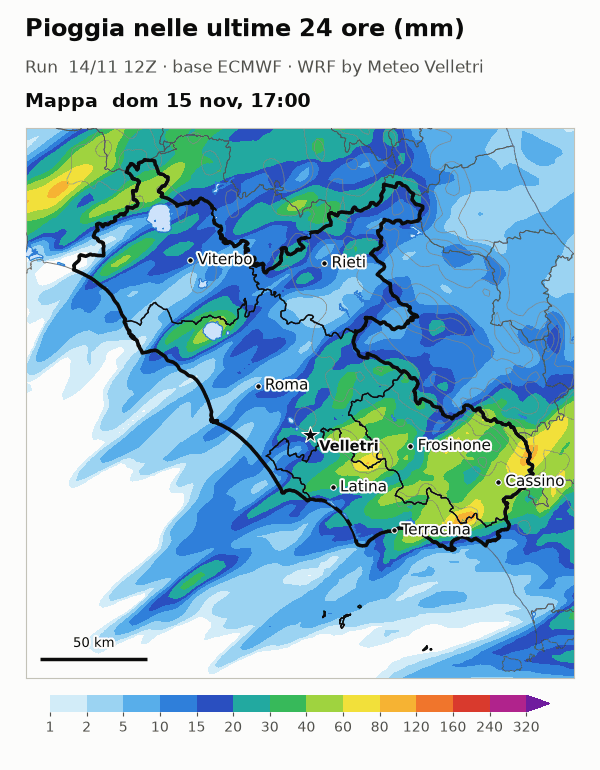 Pioggia nelle ultime 24 ore (mm)
Run  14/11 12Z · base ECMWF · WRF by Meteo Velletri
Mappa  dom 15 nov, 17:00
Viterbo
Rieti
Roma
Velletri
Frosinone
Latina
Cassino
Terracina
50 km
1 2 5 10 15 20 30 40 60 80 120 160 240 320